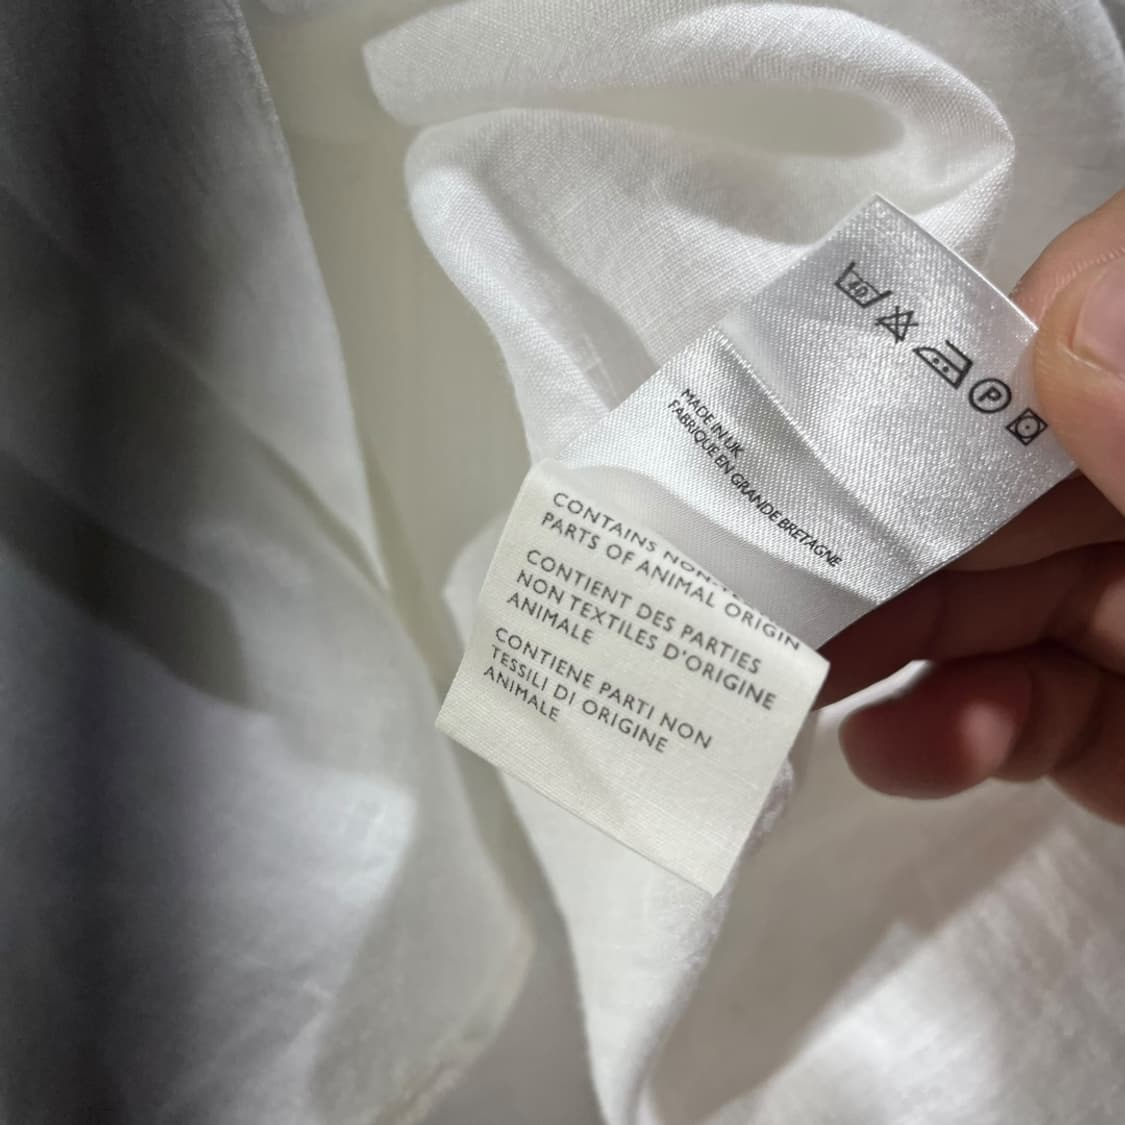 40
P
MADE IN UK
FABRIQUE EN GRANDE BRETAGNE
CONTAINS NON-
PARTS OF ANIMAL ORIGIN
CONTIENT DES PARTIES
NON TEXTILES D'ORIGINE
ANIMALE
CONTIENE PARTI NON
TESSILI DI ORIGINE
ANIMALE